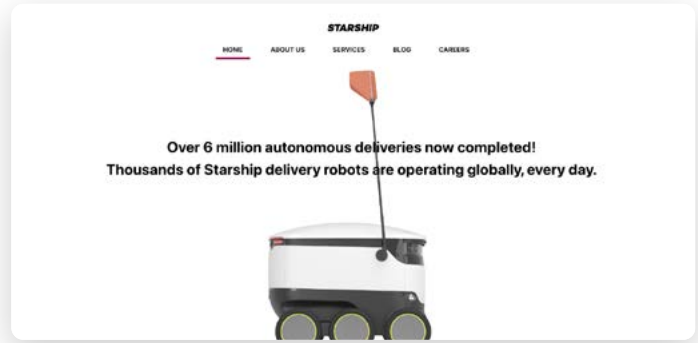 STARSHIP
HOME ABOUT US SERVICES BLOG CAREERS
Over 6 million autonomous deliveries now completed!
Thousands of Starship delivery robots are operating globally, every day.